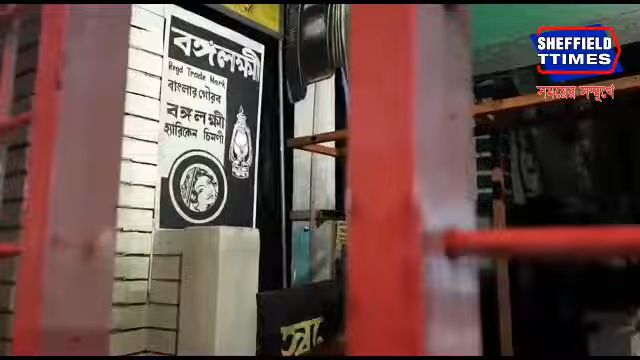 বঙ্গলক্ষ্মী
Regd Trade Mark
বাংলার গৌরব
বঙ্গলক্ষ্মী
হ্যারিকেন চিমনী
SHEFFIELD
TTIMES
সময়ের সম্মুখে